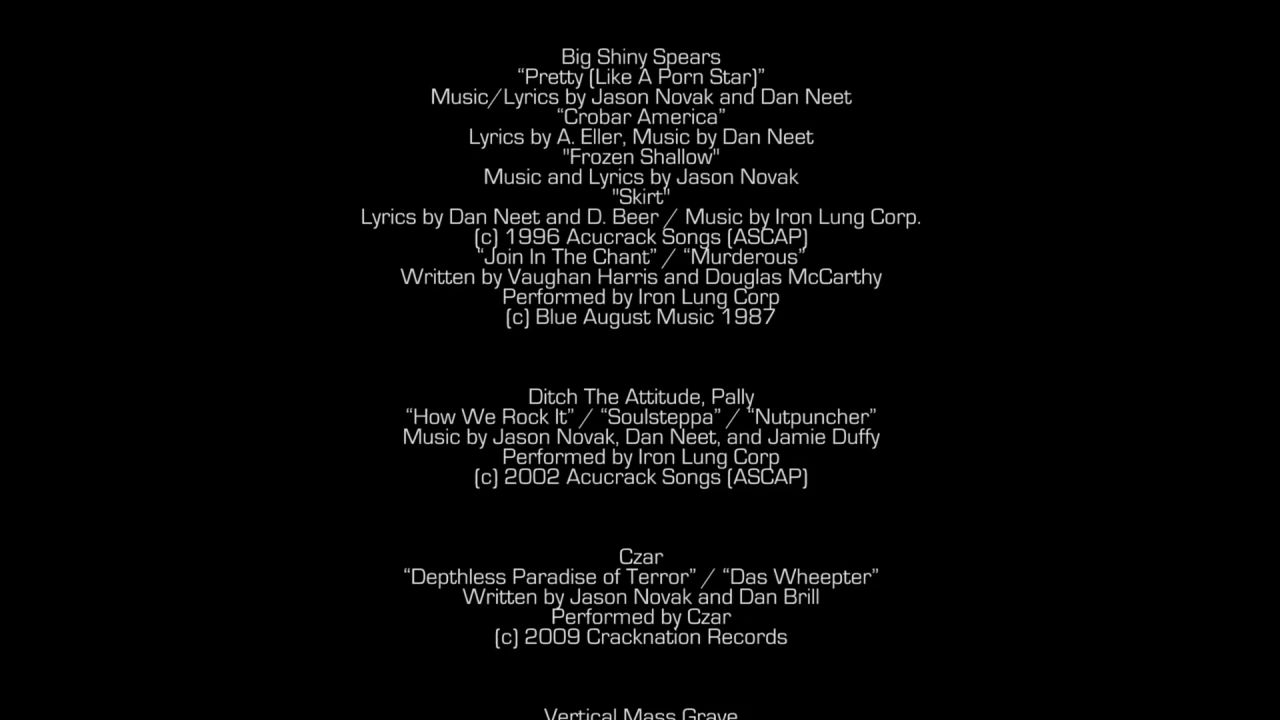 Big Shiny Spears
“Pretty (Like A Porn Star)”
Music/Lyrics by Jason Novak and Dan Neet
“Crobar America”
Lyrics by A. Eller, Music by Dan Neet
"Frozen Shallow"
Music and Lyrics by Jason Novak
"Skirt"
Lyrics by Dan Neet and D. Beer / Music by Iron Lung Corp.
(c) 1996 Acucrack Songs (ASCAP)
“Join In The Chant” / “Murderous”
Written by Vaughan Harris and Douglas McCarthy
Performed by Iron Lung Corp
(c) Blue August Music 1987
Ditch The Attitude, Pally
“How We Rock It” / “Soulsteppa” / “Nutpuncher”
Music by Jason Novak, Dan Neet, and Jamie Duffy
Performed by Iron Lung Corp
(c) 2002 Acucrack Songs (ASCAP)
Czar
“Depthless Paradise of Terror” / “Das Wheepter”
Written by Jason Novak and Dan Brill
Performed by Czar
(c) 2009 Cracknation Records
Vertical Mass Grave